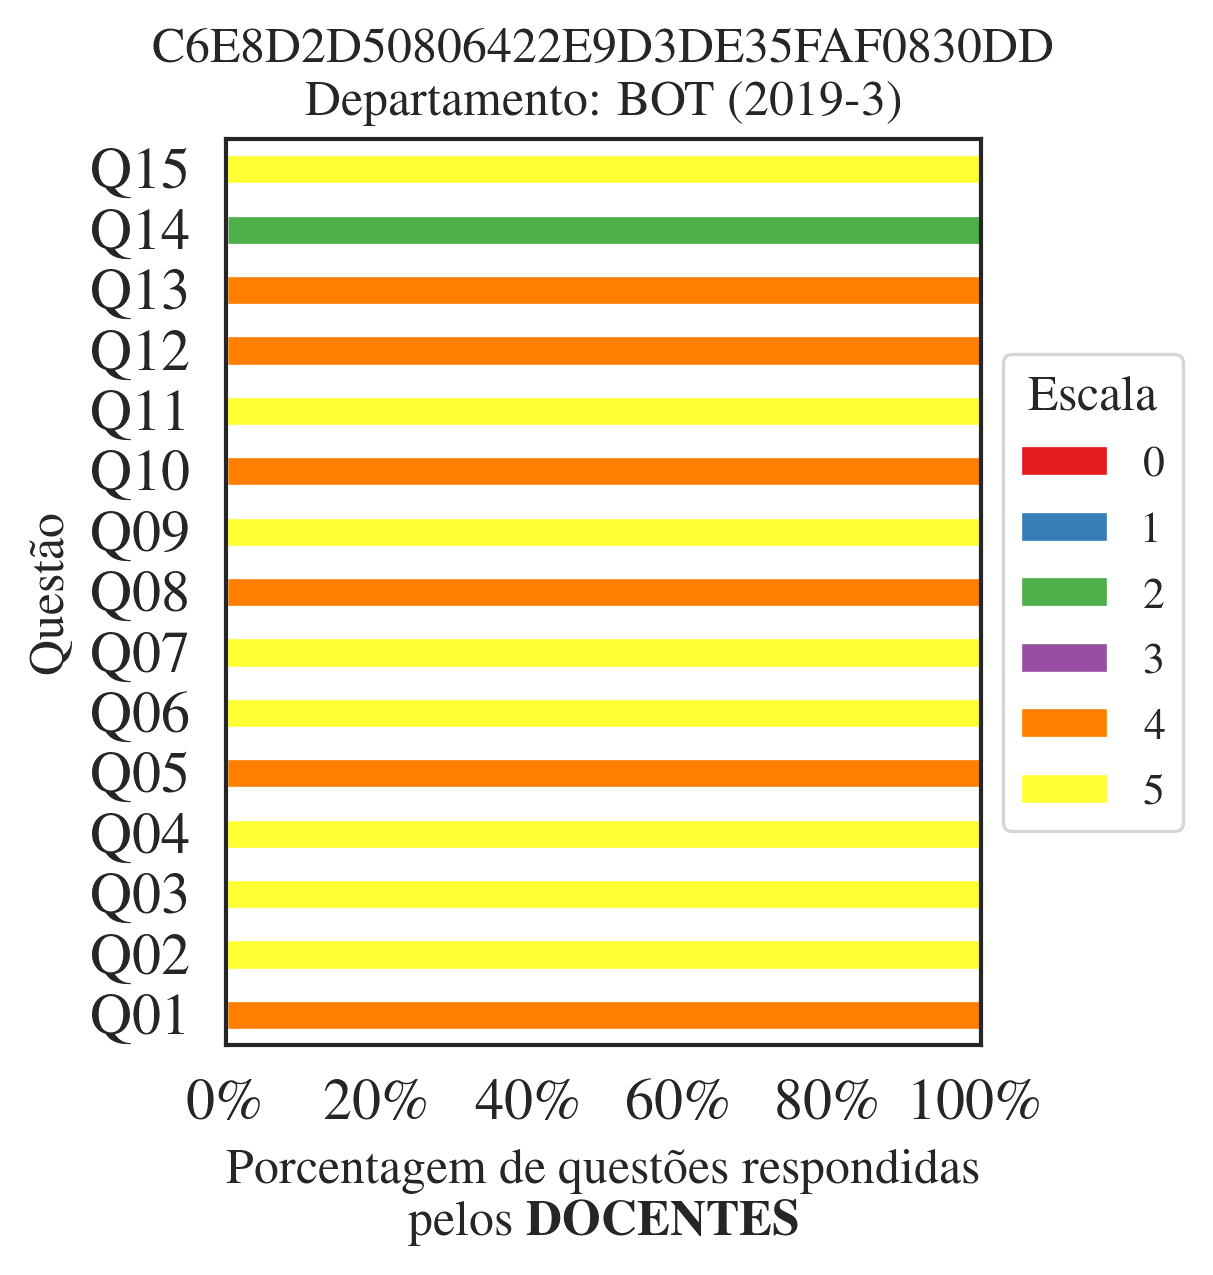 C6E8D2D50806422E9D3DE35FAF0830DD
Departamento: BOT (2019-3)
Questão
Q15
Q14
Q13
Q12
Q11
Q10
Q09
Q08
Q07
Q06
Q05
Q04
Q03
Q02
Q01
0% 20% 40% 60% 80% 100%
Porcentagem de questões respondidas
pelos DOCENTES
Escala
0
1
2
3
4
5